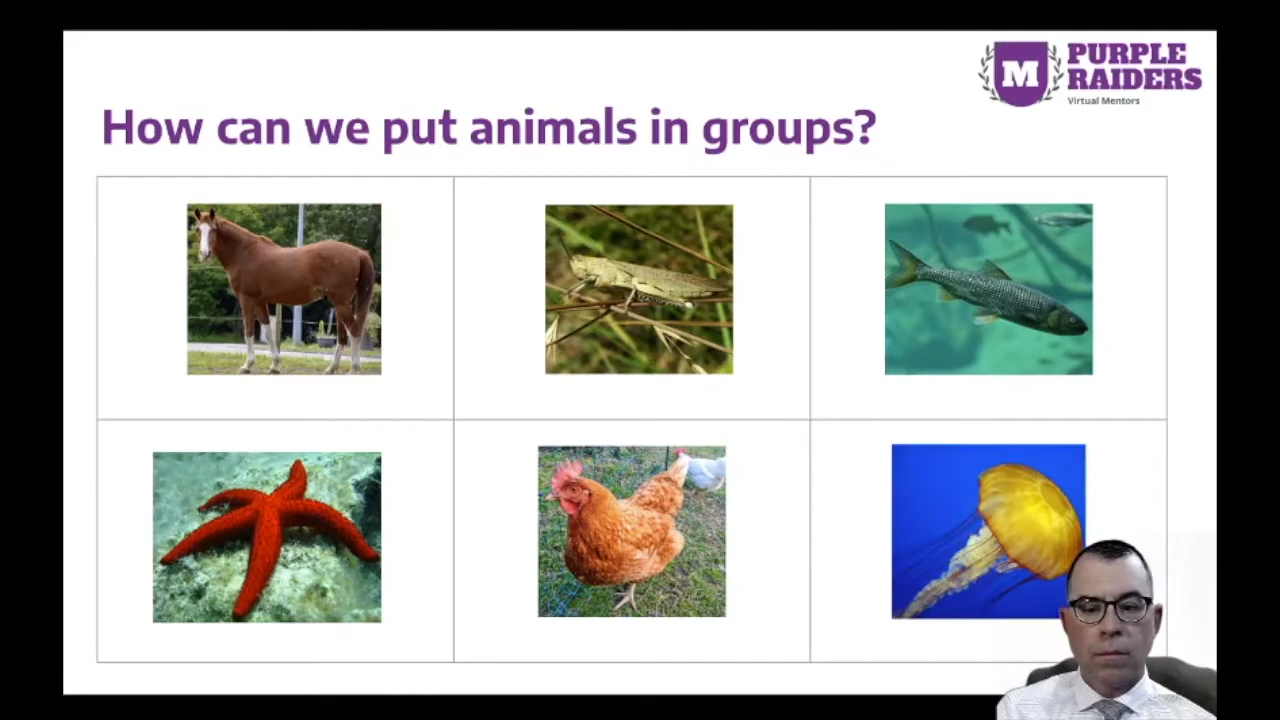 M
PURPLE
RAIDERS
Virtual Mentors
How can we put animals in groups?